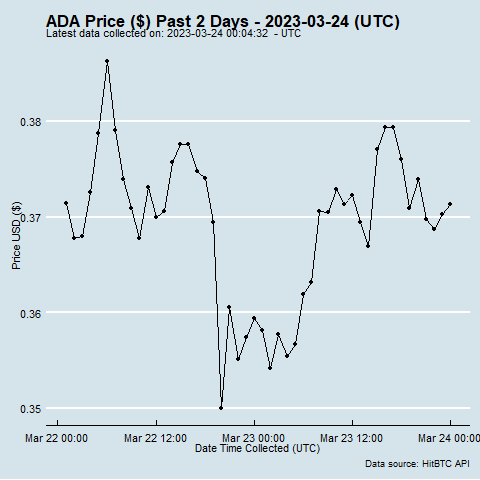 ADA Price ($) Past 2 Days - 2023-03-24 (UTC)
Latest data collected on: 2023-03-24 00:04:32 - UTC
0.38
0.37
0.36
0.35
Price USD ($)
Mar 22 00:00 Mar 22 12:00 Mar 23 00:00 Mar 23 12:00 Mar 24 00:00
Date Time Collected (UTC)
Data source: HitBTC API